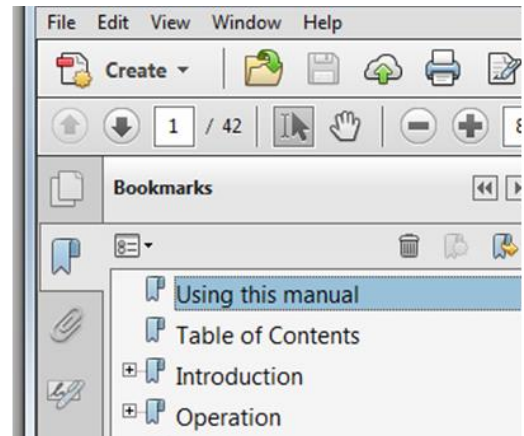 File Edit View Window Help
Create
1 / 42
Bookmarks
Using this manual
Table of Contents
Introduction
Operation